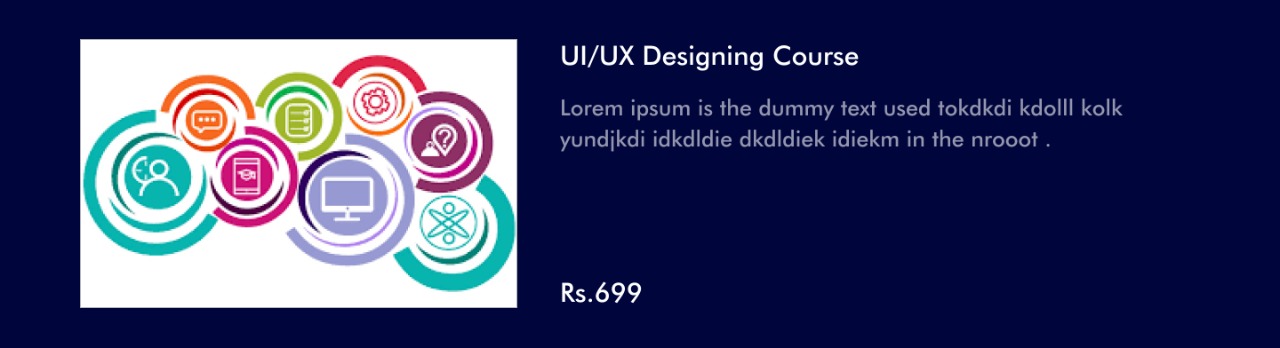 UI/UX Designing Course
Lorem ipsum is the dummy text used tokdkdi kdolll kolk
yundjkdi idkdldie dkdldiek idiekm in the nrooot .
Rs.699